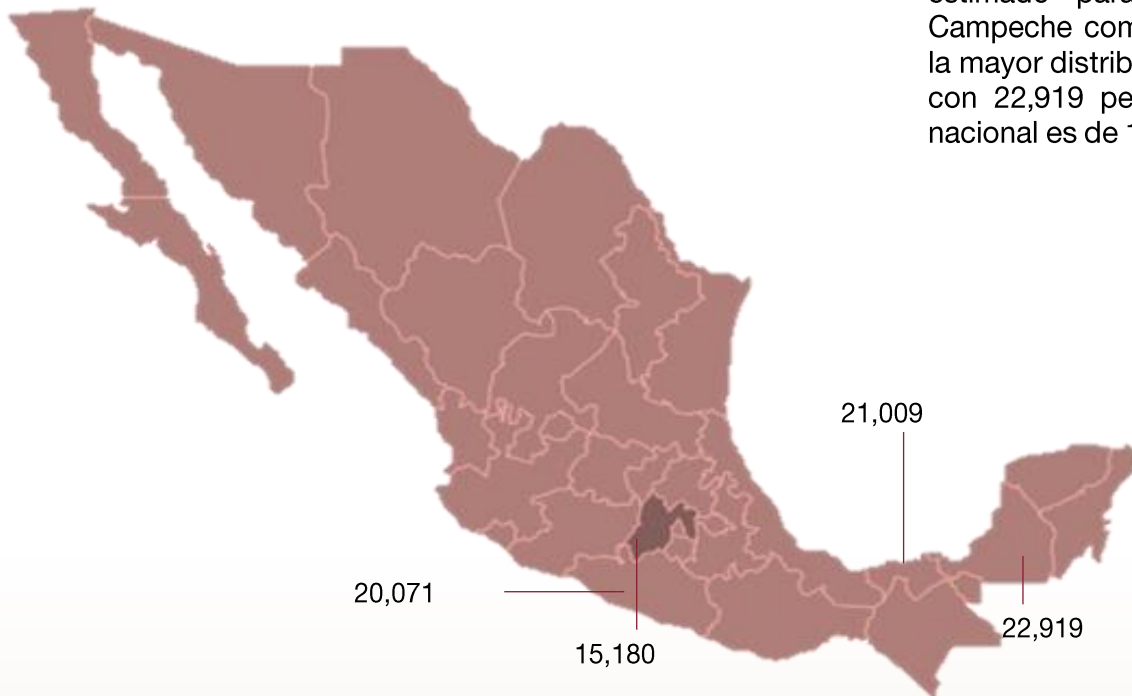 Campeche com
la mayor distrib
con 22,919 pe
nacional es de
21,009
20,071
22,919
15,180